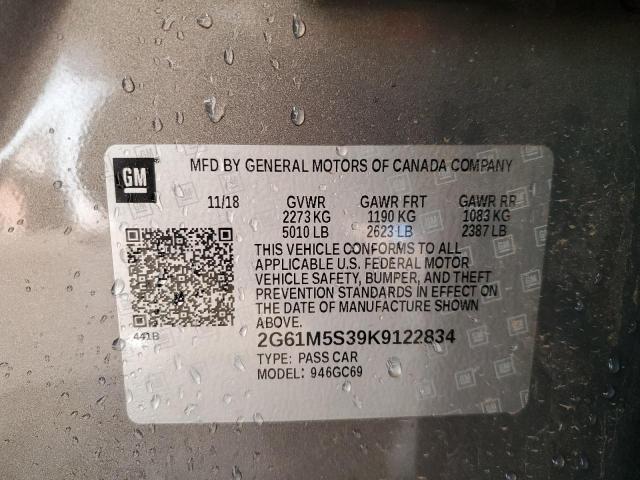 GM
MFD BY GENERAL MOTORS OF CANADA COMPANY
11/18 GVWR GAWR FRT GAWR RR
2273 KG 1190 KG 1083 KG
5010 LB 2623 LB 2387 LB
THIS VEHICLE CONFORMS TO ALL
APPLICABLE U.S. FEDERAL MOTOR
VEHICLE SAFETY, BUMPER, AND THEFT
PREVENTION STANDARDS IN EFFECT ON
THE DATE OF MANUFACTURE SHOWN
ABOVE.
441B
2G61M5S39K9122834
TYPE: PASS CAR
MODEL: 946GC69